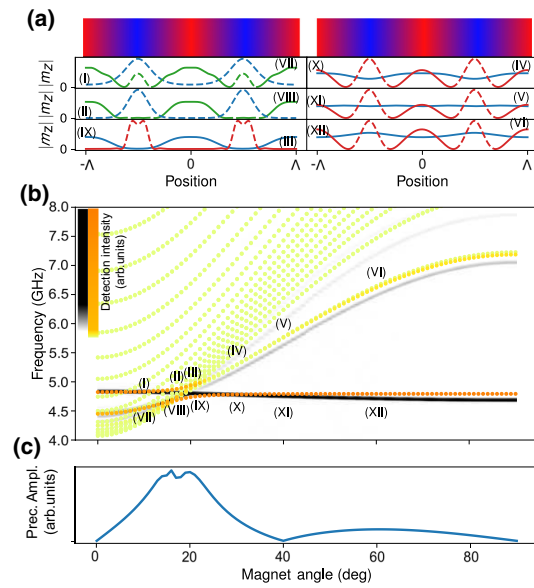 (a)
|m_z| |m_z| |m_z|
0
0
0
(I)
(VII)
(II)
(VIII)
(IX)
(III)
(X)
(IV)
(XI)
(V)
(XII)
(VI)
0
0
0
-Λ 0 Λ
-Λ 0 Λ
Position
Position
(b)
Frequency (GHz)
8.0
7.5
7.0
6.5
6.0
5.5
5.0
4.5
4.0
Detection intensity
(arb.units)
(I)
(II)
(III)
(IV)
(V)
(VI)
(VII)
(VIII)
(IX)
(X)
(XI)
(XII)
(c)
Prec. Ampl.
(arb.units)
0 20 40 60 80
Magnet angle (deg)